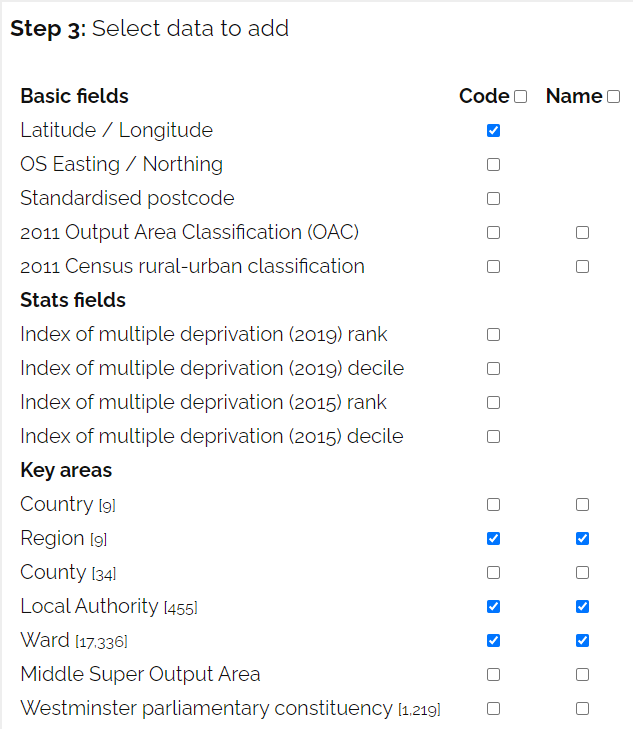 Step 3: Select data to add
Basic fields Code Name
Latitude / Longitude
OS Easting / Northing
Standardised postcode
2011 Output Area Classification (OAC)
2011 Census rural-urban classification
Stats fields
Index of multiple deprivation (2019) rank
Index of multiple deprivation (2019) decile
Index of multiple deprivation (2015) rank
Index of multiple deprivation (2015) decile
Key areas
Country [9]
Region [9]
County [34]
Local Authority [455]
Ward [17,336]
Middle Super Output Area
Westminster parliamentary constituency [1,219]